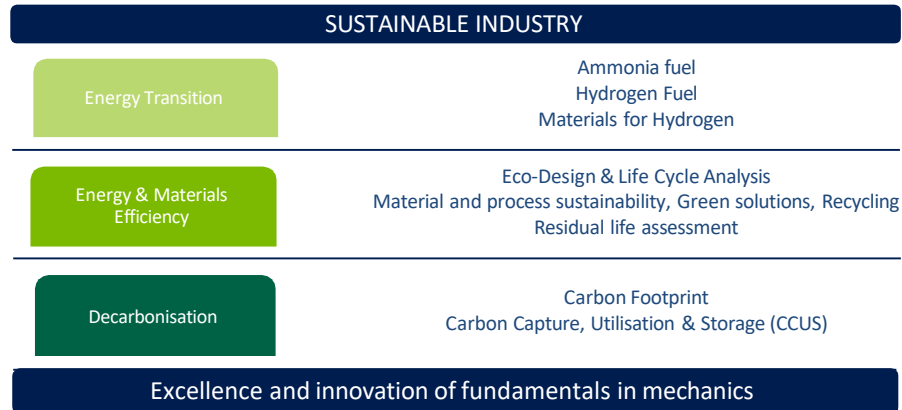 SUSTAINABLE INDUSTRY
Energy Transition
Ammonia fuel
Hydrogen Fuel
Materials for Hydrogen
Energy & Materials
Efficiency
Eco-Design & Life Cycle Analysis
Material and process sustainability, Green solutions, Recycling
Residual life assessment
Decarbonisation
Carbon Footprint
Carbon Capture, Utilisation & Storage (CCUS)
Excellence and innovation of fundamentals in mechanics